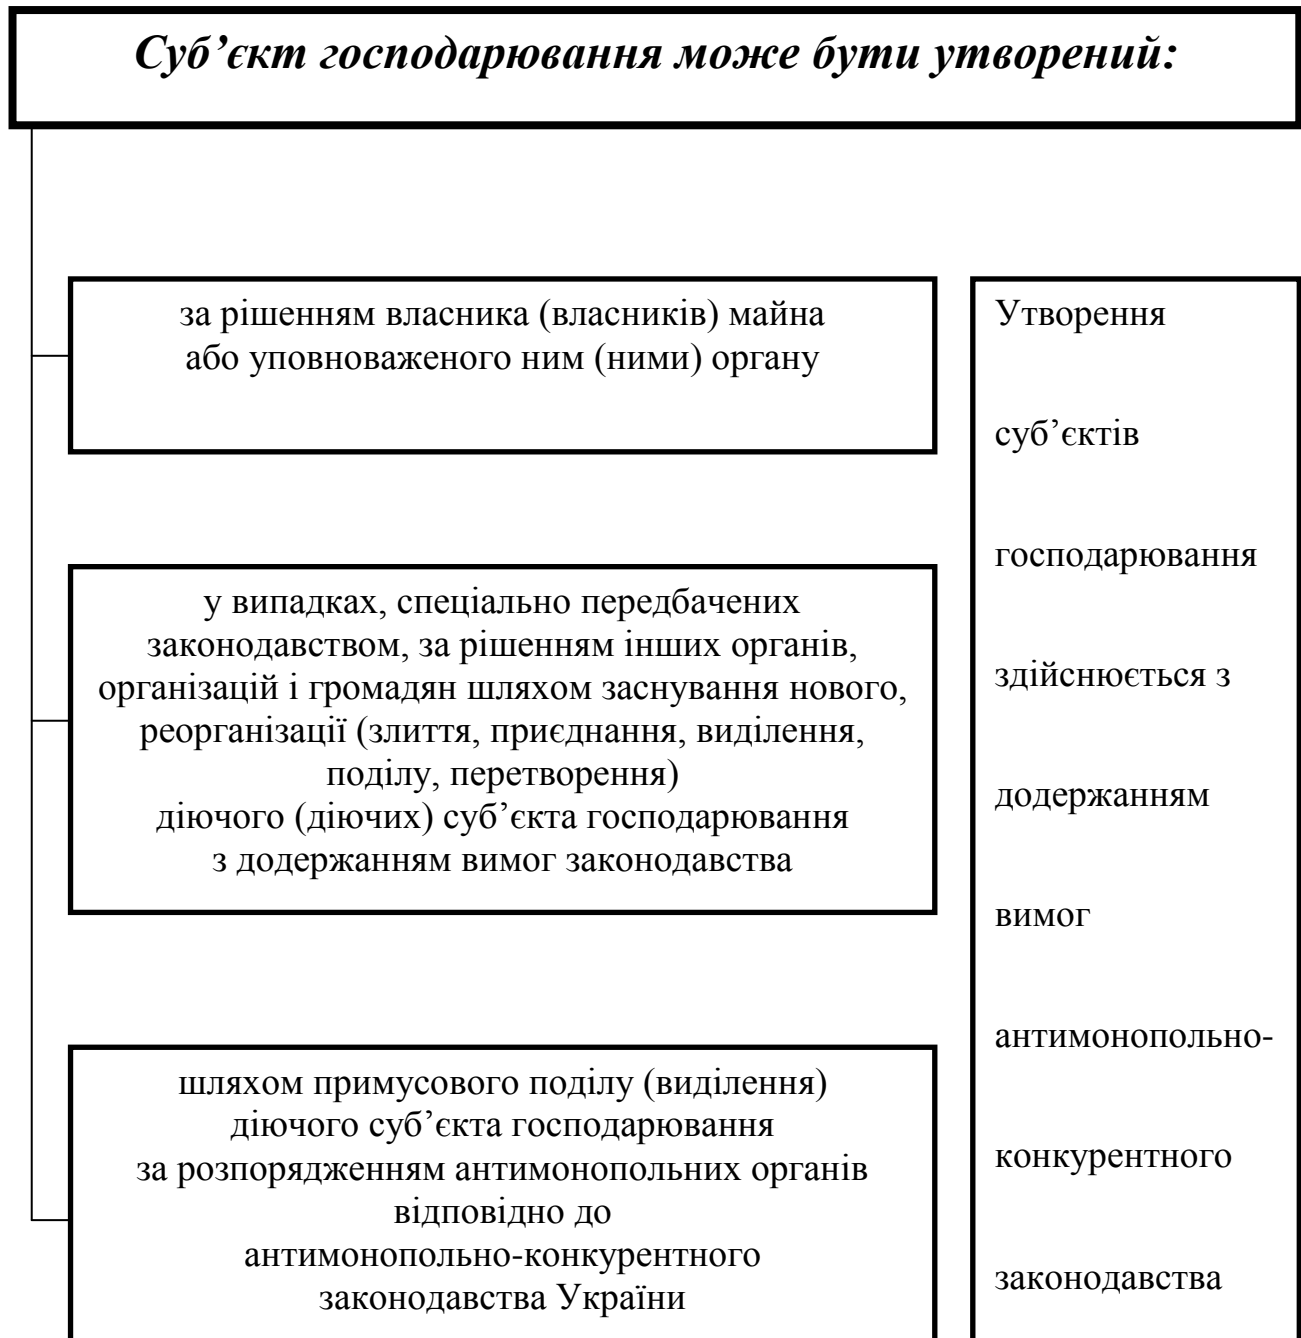 Суб’єкт господарювання може бути утворений:
за рішенням власника (власників) майна
або уповноваженого ним (ними) органу
у випадках, спеціально передбачених
законодавством, за рішенням інших органів,
організацій і громадян шляхом заснування нового,
реорганізації (злиття, приєднання, виділення,
поділу, перетворення)
діючого (діючих) суб’єкта господарювання
з додержанням вимог законодавства
шляхом примусового поділу (виділення)
діючого суб’єкта господарювання
за розпорядженням антимонопольних органів
відповідно до
антимонопольно-конкурентного
законодавства України
Утворення
суб’єктів
господарювання
здійснюється з
додержанням
вимог
антимонопольно-
конкурентного
законодавства